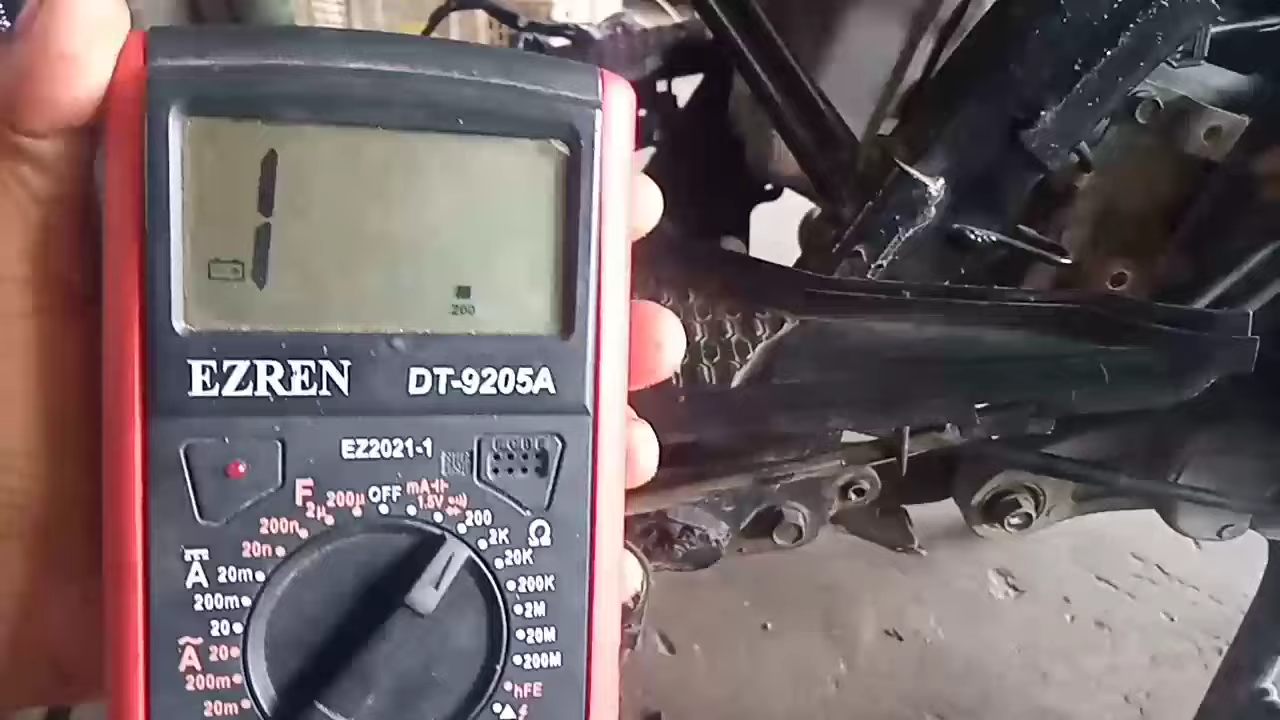 1
200
EZREN DT-9205A
EZ2021-1
F 200μ OFF mA
2μ 1.5V 200
200n 2K Ω
20n 20K
A 20m 200K
200m 2M
20 20M
A 20 200M
200m hFE
20m